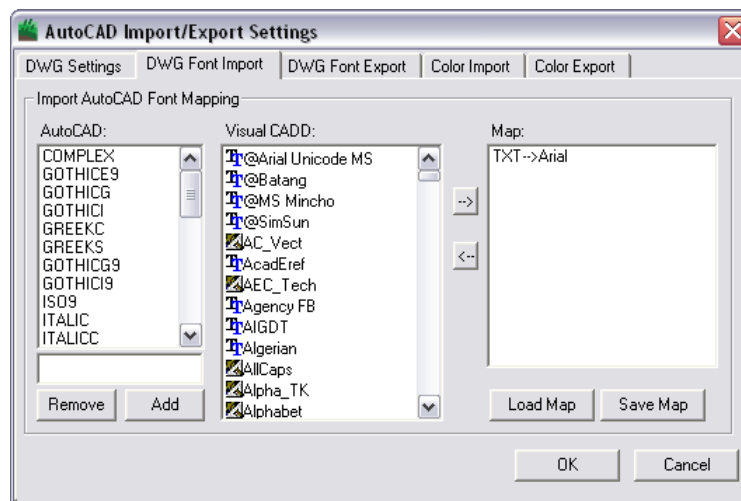 AutoCAD Import/Export Settings
DWG Settings DWG Font Import DWG Font Export Color Import Color Export
Import AutoCAD Font Mapping
AutoCAD:
COMPLEX
GOTHICE9
GOTHICG
GOTHICI
GREEKC
GREEKS
GOTHICG9
GOTHICI9
ISO9
ITALIC
ITALICC
Remove Add
Visual CADD:
@Arial Unicode MS
@Batang
@MS Mincho
@SimSun
AC_Vect
AcadEref
AEC_Tech
Agency FB
AIGDT
Algerian
AllCaps
Alpha_TK
Alphabet
-->
<--
Map:
TXT-->Arial
Load Map Save Map
OK Cancel